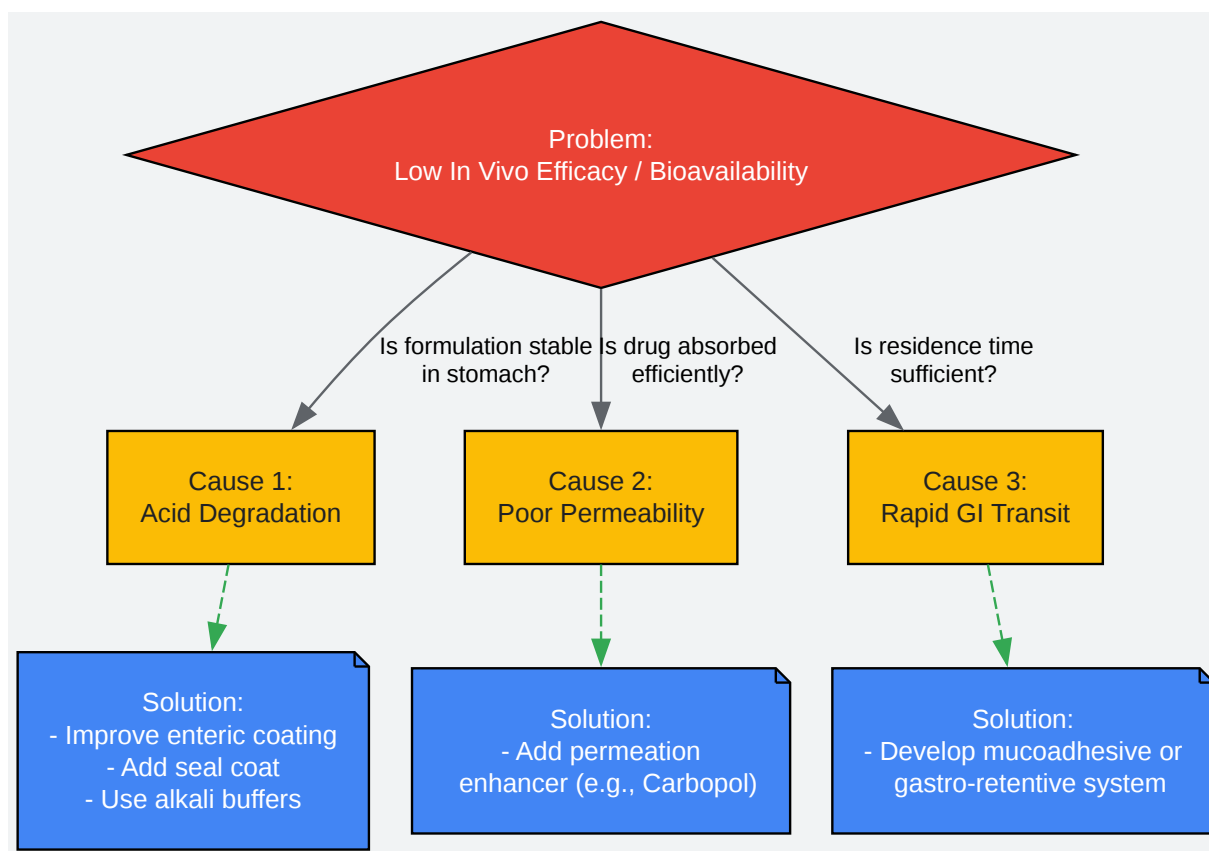 Problem:
Low In Vivo Efficacy / Bioavailability
Is formulation stable
in stomach?
Is drug absorbed
efficiently?
Is residence time
sufficient?
Cause 1:
Acid Degradation
Cause 2:
Poor Permeability
Cause 3:
Rapid GI Transit
Solution:
- Improve enteric coating
- Add seal coat
- Use alkali buffers
Solution:
- Add permeation
enhancer (e.g., Carbopol)
Solution:
- Develop mucoadhesive or
gastro-retentive system